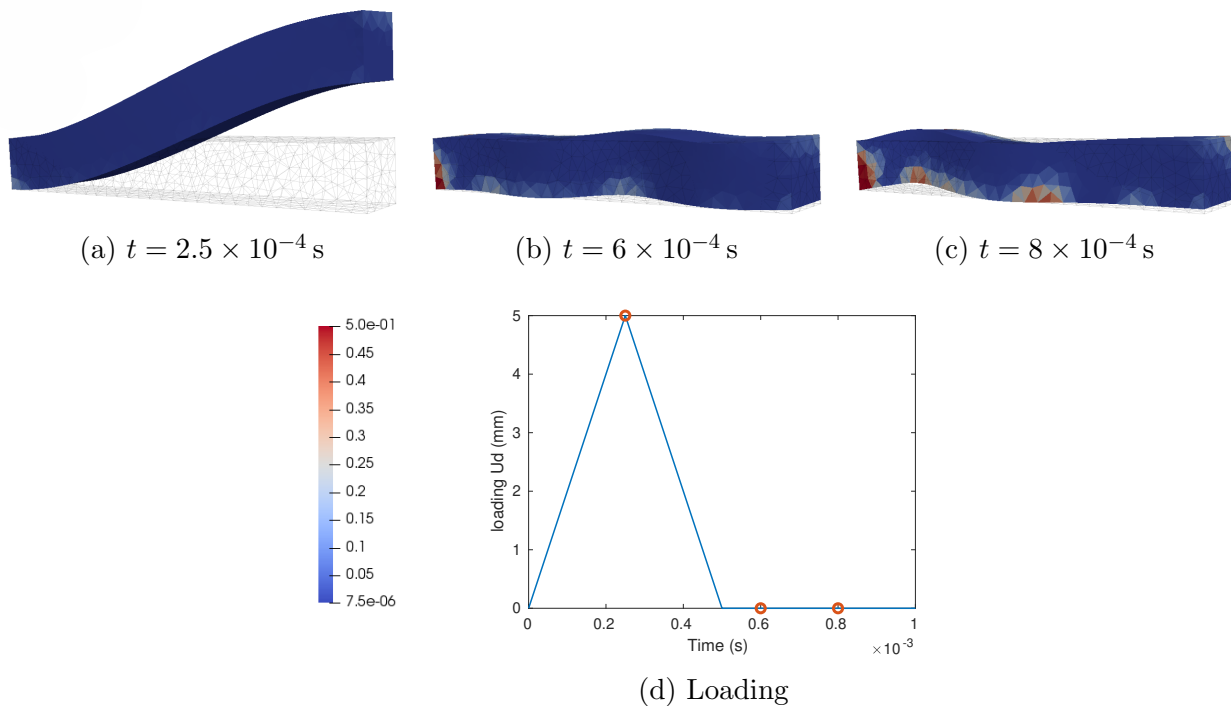 (a) t = 2.5 × 10⁻⁴ s
(b) t = 6 × 10⁻⁴ s
(c) t = 8 × 10⁻⁴ s
5.0e-01
0.45
0.4
0.35
0.3
0.25
0.2
0.15
0.1
0.05
7.5e-06
loading Ud (mm)
5
4
3
2
1
0
0 0.2 0.4 0.6 0.8 1
Time (s)
×10⁻³
(d) Loading